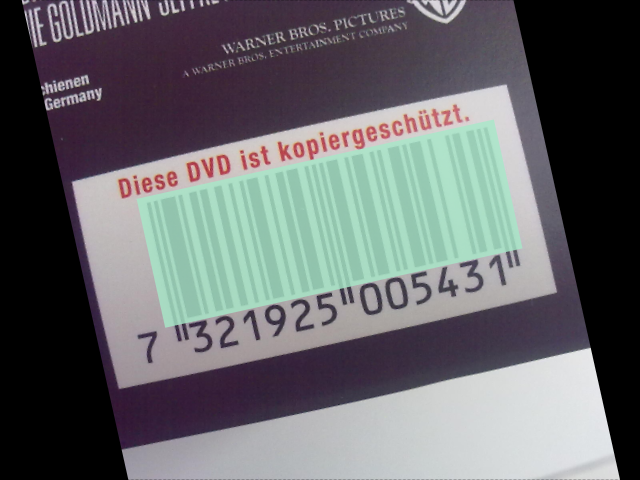 IE GOLDMANN
WARNER BROS. PICTURES
A WARNER BROS. ENTERTAINMENT COMPANY
chienen
Germany
Diese DVD ist kopiergeschützt.
7 321925 005431